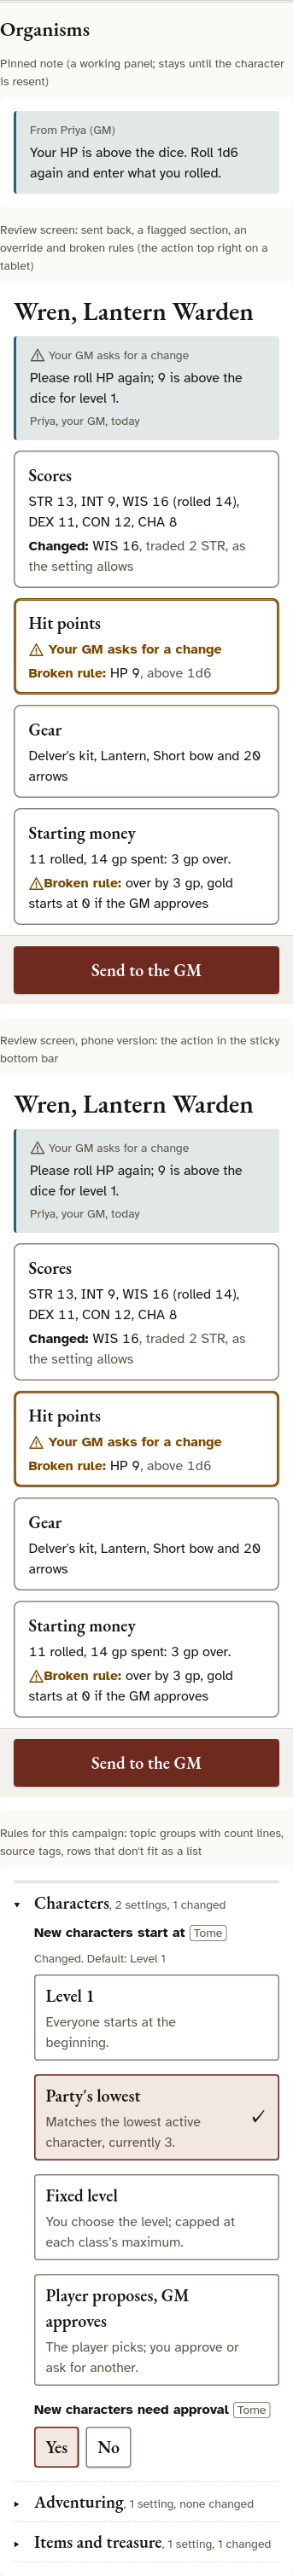 Organisms
Pinned note (a working panel; stays until the character
is resent)
From Priya (GM)
Your HP is above the dice. Roll 1d6
again and enter what you rolled.
Review screen: sent back, a flagged section, an
override and broken rules (the action top right on a
tablet)
Wren, Lantern Warden
Your GM asks for a change
Please roll HP again; 9 is above the
dice for level 1.
Priya, your GM, today
Scores
STR 13, INT 9, WIS 16 (rolled 14),
DEX 11, CON 12, CHA 8
Changed: WIS 16, traded 2 STR, as
the setting allows
Hit points
Your GM asks for a change
Broken rule: HP 9, above 1d6
Gear
Delver's kit, Lantern, Short bow and 20
arrows
Starting money
11 rolled, 14 gp spent: 3 gp over.
Broken rule: over by 3 gp, gold
starts at 0 if the GM approves
Send to the GM
Review screen, phone version: the action in the sticky
bottom bar
Wren, Lantern Warden
Your GM asks for a change
Please roll HP again; 9 is above the
dice for level 1.
Priya, your GM, today
Scores
STR 13, INT 9, WIS 16 (rolled 14),
DEX 11, CON 12, CHA 8
Changed: WIS 16, traded 2 STR, as
the setting allows
Hit points
Your GM asks for a change
Broken rule: HP 9, above 1d6
Gear
Delver's kit, Lantern, Short bow and 20
arrows
Starting money
11 rolled, 14 gp spent: 3 gp over.
Broken rule: over by 3 gp, gold
starts at 0 if the GM approves
Send to the GM
Rules for this campaign: topic groups with count lines,
source tags, rows that don't fit as a list
Characters, 2 settings, 1 changed
New characters start at Tome
Changed. Default: Level 1
Level 1
Everyone starts at the
beginning.
Party's lowest
Matches the lowest active
character, currently 3.
Fixed level
You choose the level; capped at
each class's maximum.
Player proposes, GM
approves
The player picks; you approve or
ask for another.
New characters need approval Tome
Yes No
Adventuring, 1 setting, none changed
Items and treasure, 1 setting, 1 changed